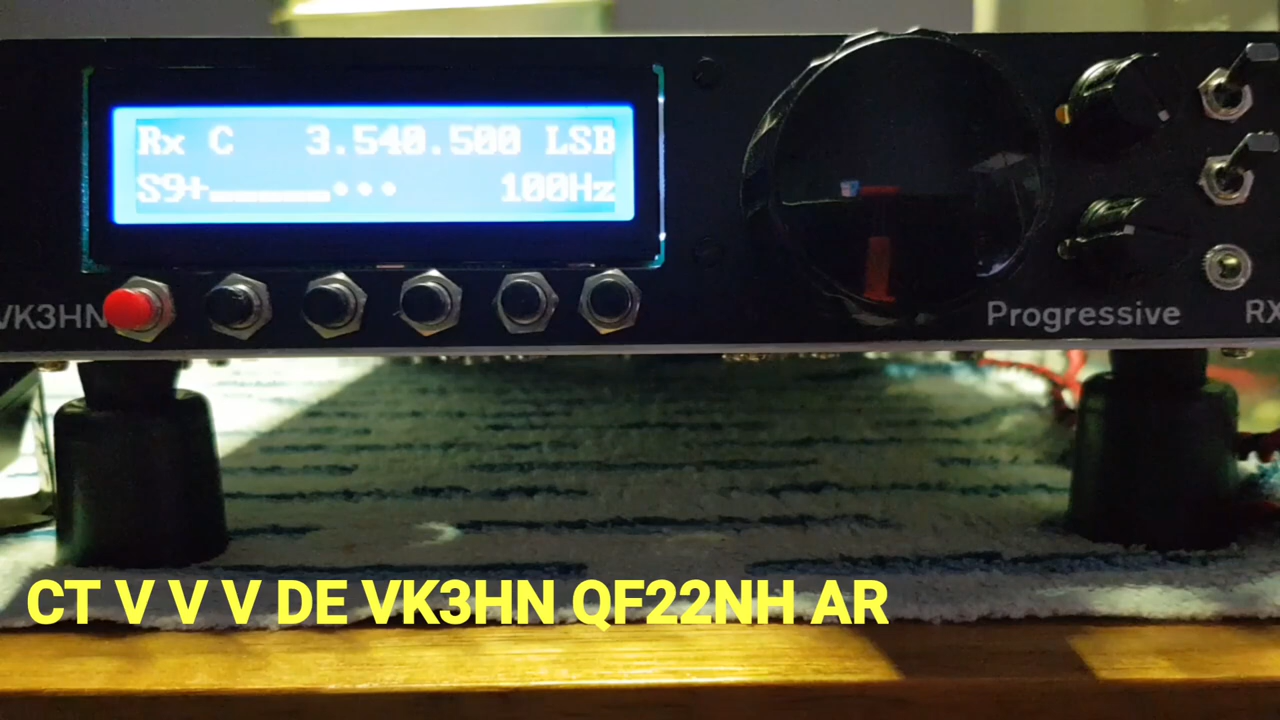 Rx C 3.540.500 LSB
S9+ 100Hz
VK3HN
Progressive
RX
CT V V V DE VK3HN QF22NH AR